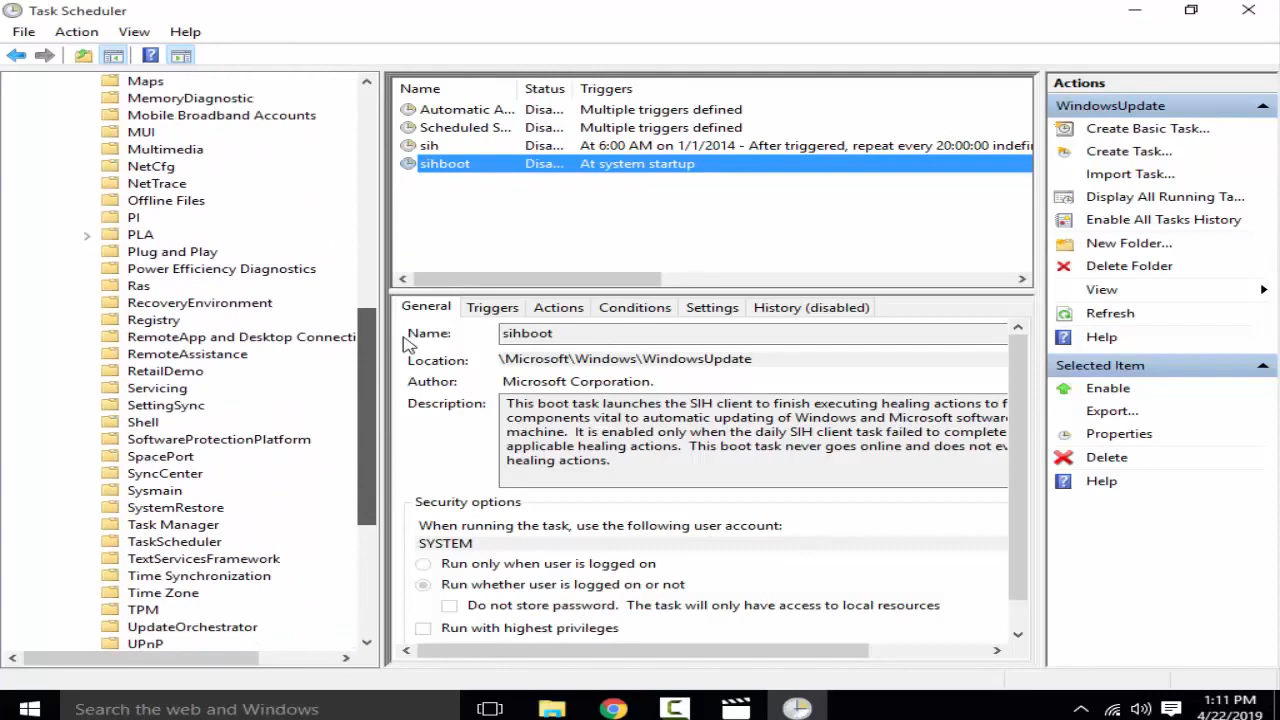 Task Scheduler
File Action View Help
Maps
MemoryDiagnostic
Mobile Broadband Accounts
MUI
Multimedia
NetCfg
NetTrace
Offline Files
PI
PLA
Plug and Play
Power Efficiency Diagnostics
Ras
RecoveryEnvironment
Registry
RemoteApp and Desktop Connecti
RemoteAssistance
RetailDemo
Servicing
SettingSync
Shell
SoftwareProtectionPlatform
SpacePort
SyncCenter
Sysmain
SystemRestore
Task Manager
TaskScheduler
TextServicesFramework
Time Synchronization
Time Zone
TPM
UpdateOrchestrator
UPnP
Name Status Triggers
Automatic A... Disa... Multiple triggers defined
Scheduled S... Disa... Multiple triggers defined
sih Disa... At 6:00 AM on 1/1/2014 - After triggered, repeat every 20:00:00 indefi
sihboot Disa... At system startup
General Triggers Actions Conditions Settings History (disabled)
Name: sihboot
Location: \Microsoft\Windows\WindowsUpdate
Author: Microsoft Corporation.
Description: This boot task launches the SIH client to finish executing healing actions to f
components vital to automatic updating of Windows and Microsoft softwar
machine. It is enabled only when the daily SIH client task failed to complete
applicable healing actions. This boot task never goes online and does not ev
healing actions.
Security options
When running the task, use the following user account:
SYSTEM
Run only when user is logged on
Run whether user is logged on or not
Do not store password. The task will only have access to local resources
Run with highest privileges
Actions
WindowsUpdate
Create Basic Task...
Create Task...
Import Task...
Display All Running Ta...
Enable All Tasks History
New Folder...
Delete Folder
View
Refresh
Help
Selected Item
Enable
Export...
Properties
Delete
Help
Search the web and Windows
1:11 PM
4/22/2019